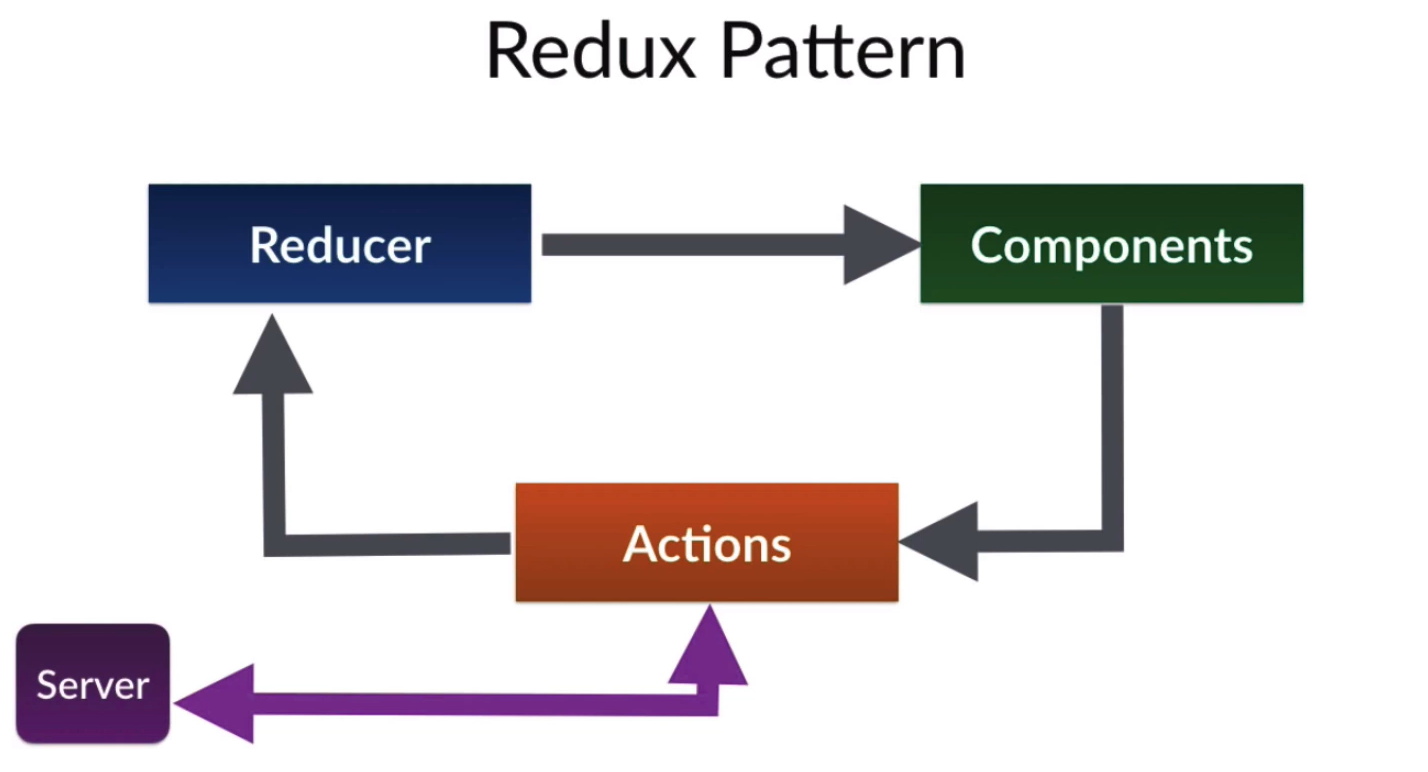 Redux Pattern
Reducer
Components
Actions
Server